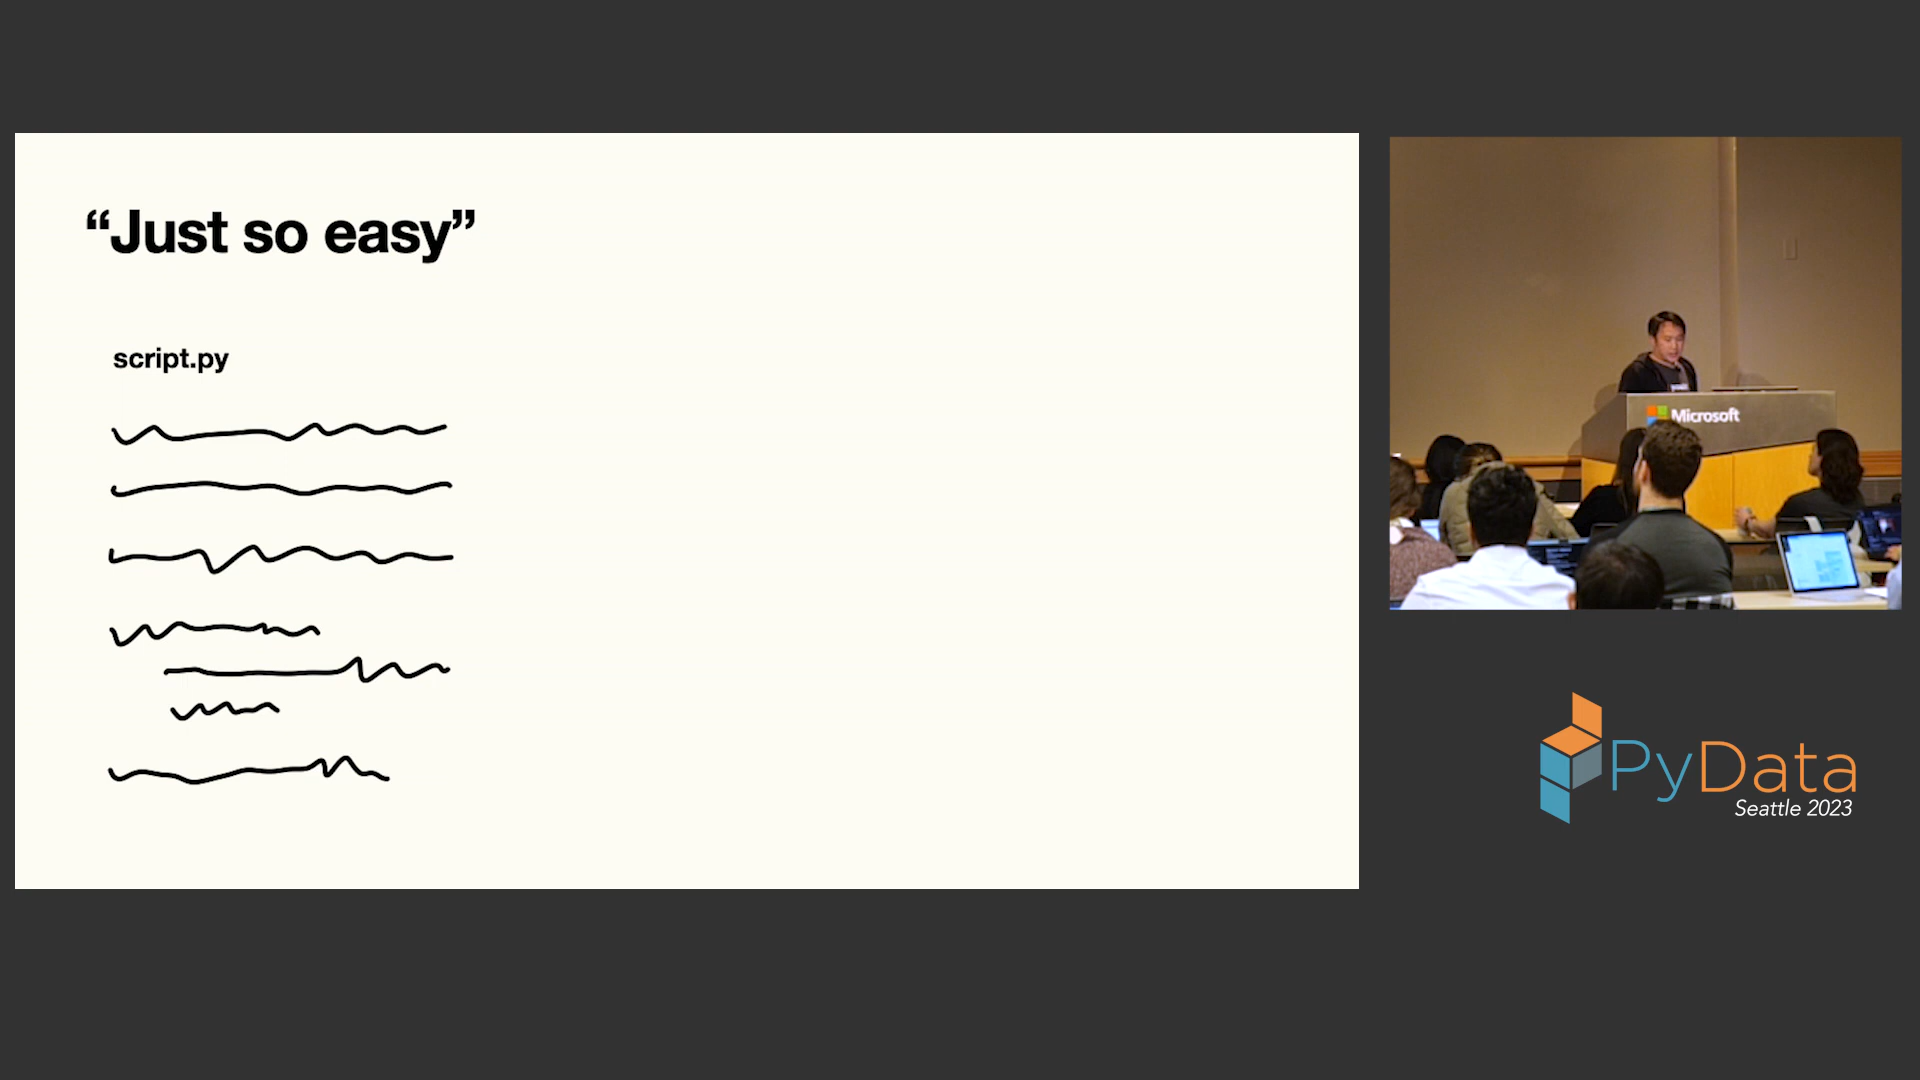 “Just so easy”
script.py
Microsoft
PyData
Seattle 2023